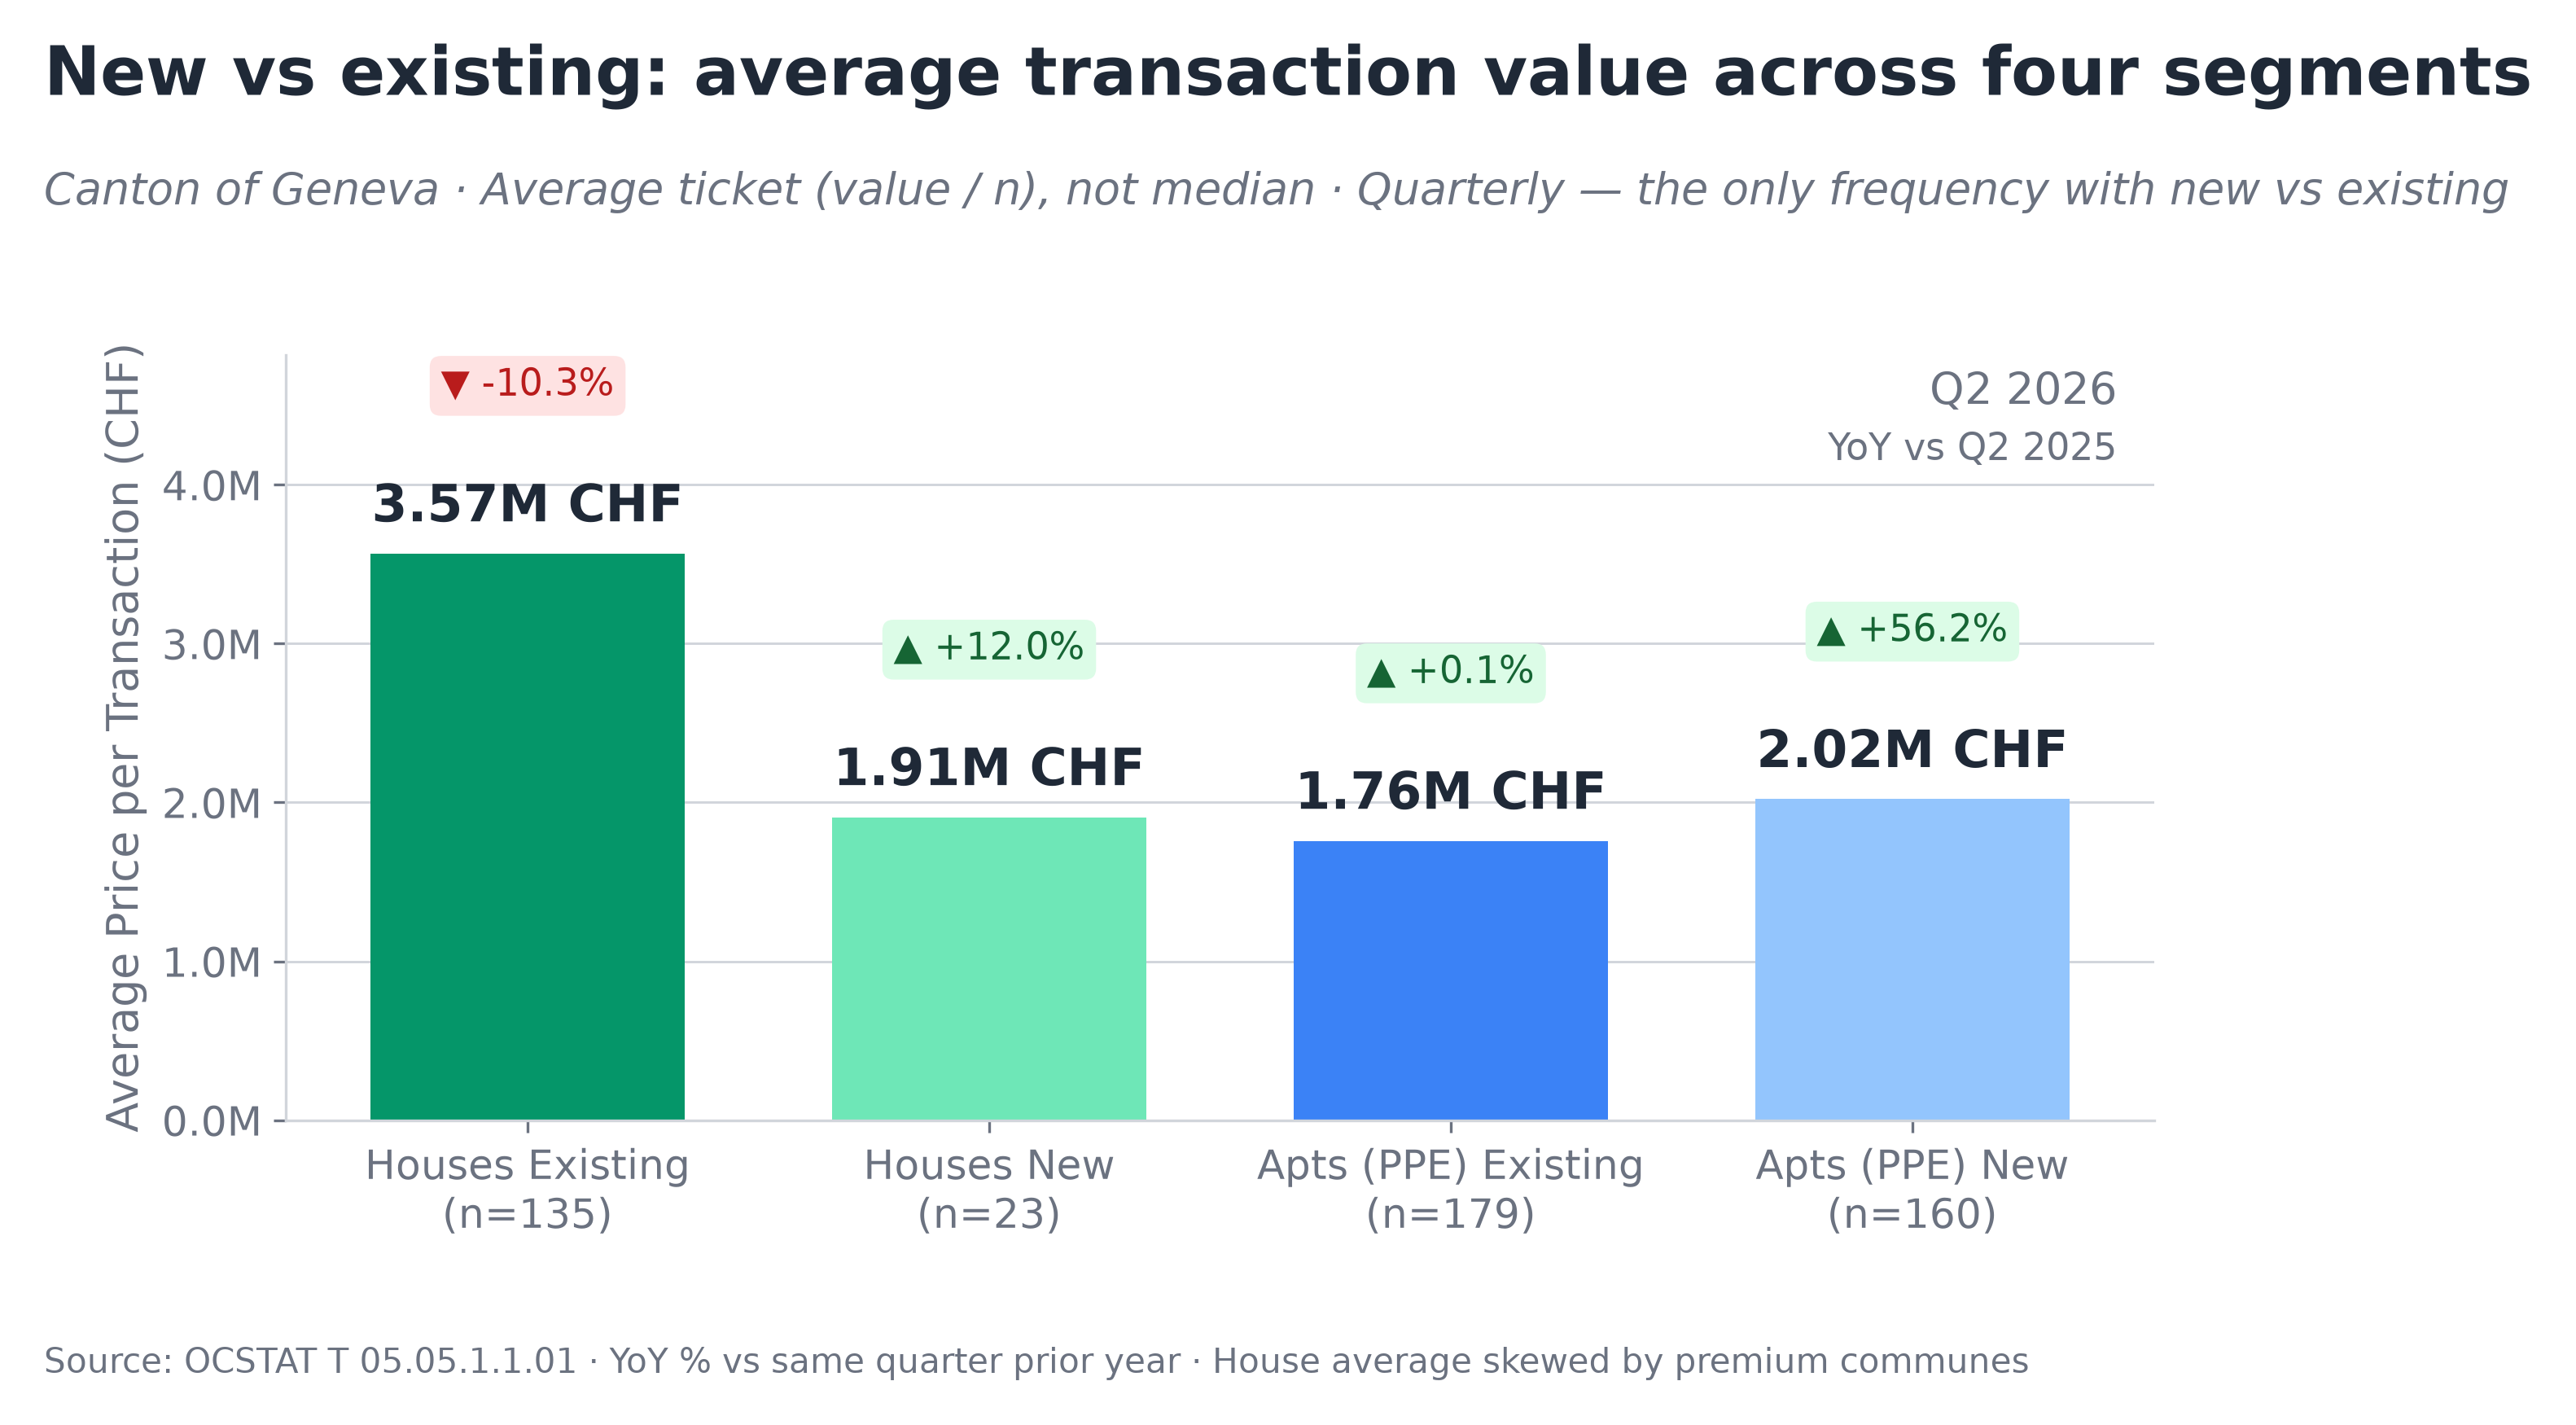 New vs existing: average transaction value across four segments
Canton of Geneva · Average ticket (value / n), not median · Quarterly — the only frequency with new vs existing
Average Price per Transaction (CHF)
4.0M
3.0M
2.0M
1.0M
0.0M
▼ -10.3%
3.57M CHF
▲ +12.0%
1.91M CHF
▲ +0.1%
1.76M CHF
▲ +56.2%
2.02M CHF
Q2 2026
YoY vs Q2 2025
Houses Existing
(n=135)
Houses New
(n=23)
Apts (PPE) Existing
(n=179)
Apts (PPE) New
(n=160)
Source: OCSTAT T 05.05.1.1.01 · YoY % vs same quarter prior year · House average skewed by premium communes